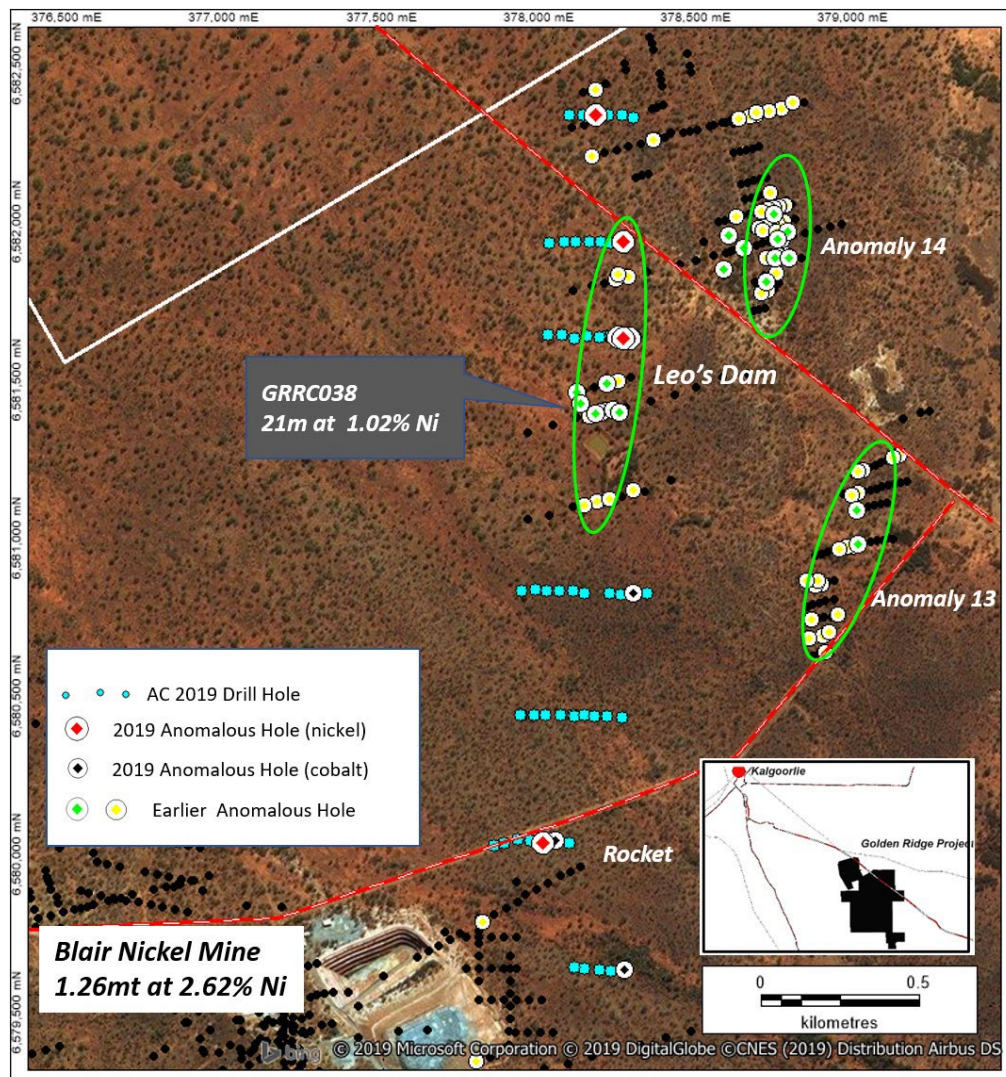 376,500 mE
377,000 mE
377,500 mE
378,000 mE
378,500 mE
379,000 mE
6,582,500 mN
6,582,000 mN
6,581,500 mN
6,581,000 mN
6,580,500 mN
6,580,000 mN
6,579,500 mN
Anomaly 14
Leo's Dam
GRRC038
21m at 1.02% Ni
Anomaly 13
AC 2019 Drill Hole
2019 Anomalous Hole (nickel)
2019 Anomalous Hole (cobalt)
Earlier Anomalous Hole
Kalgoorlie
Golden Ridge Project
Rocket
Blair Nickel Mine
1.26mt at 2.62% Ni
0 0.5
kilometres
bing © 2019 Microsoft Corporation © 2019 DigitalGlobe ©CNES (2019) Distribution Airbus DS